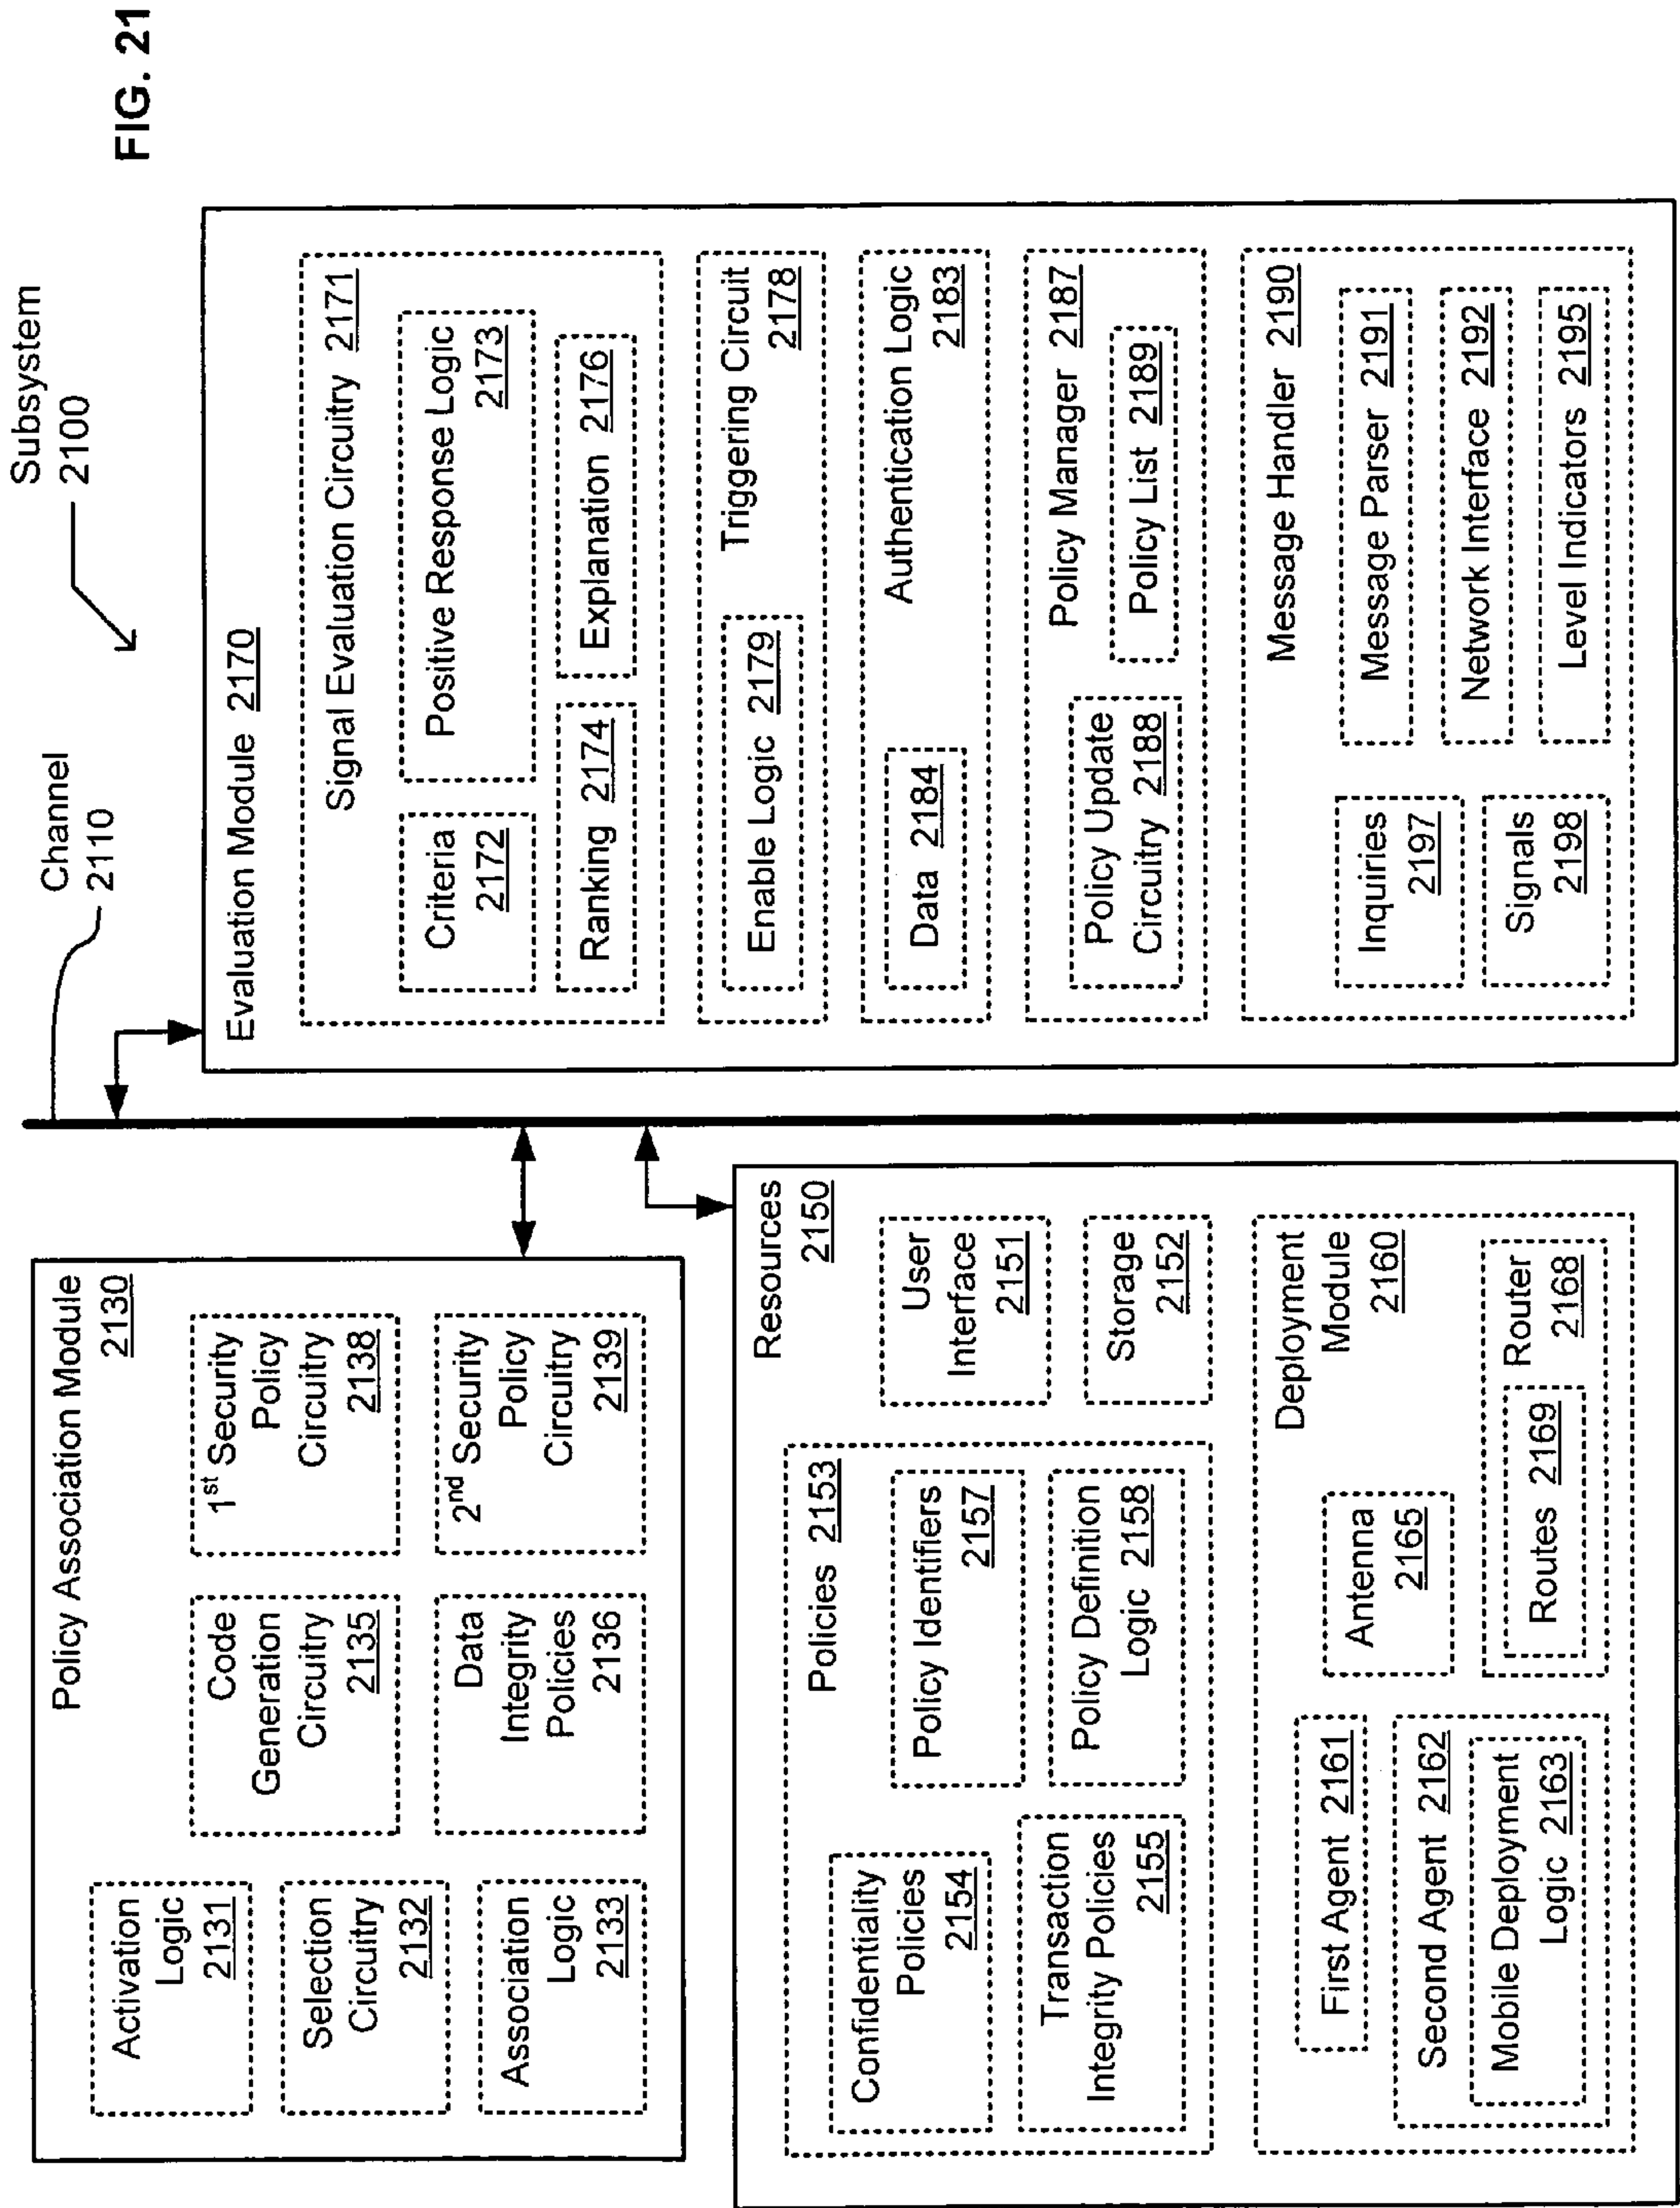 FIG. 21
Subsystem
2100
Channel
2110
Policy Association Module
2130
Activation
Logic
2131
Selection
Circuitry
2132
Association
Logic
2133
Code
Generation
Circuitry
2135
Data
Integrity
Policies
2136
1st Security
Policy
Circuitry
2138
2nd Security
Policy
Circuitry
2139
Resources
2150
User
Interface
2151
Storage
2152
Policies 2153
Confidentiality
Policies
2154
Transaction
Integrity Policies
2155
Policy Identifiers
2157
Policy Definition
Logic 2158
Deployment
Module
2160
First Agent 2161
Second Agent 2162
Mobile Deployment
Logic 2163
Antenna
2165
Router
2168
Routes 2169
Evaluation Module 2170
Signal Evaluation Circuitry 2171
Criteria
2172
Positive Response Logic
2173
Ranking 2174
Explanation 2176
Triggering Circuit
2178
Enable Logic 2179
Authentication Logic
2183
Data 2184
Policy Manager 2187
Policy Update
Circuitry 2188
Policy List 2189
Message Handler 2190
Message Parser 2191
Network Interface 2192
Level Indicators 2195
Inquiries
2197
Signals
2198